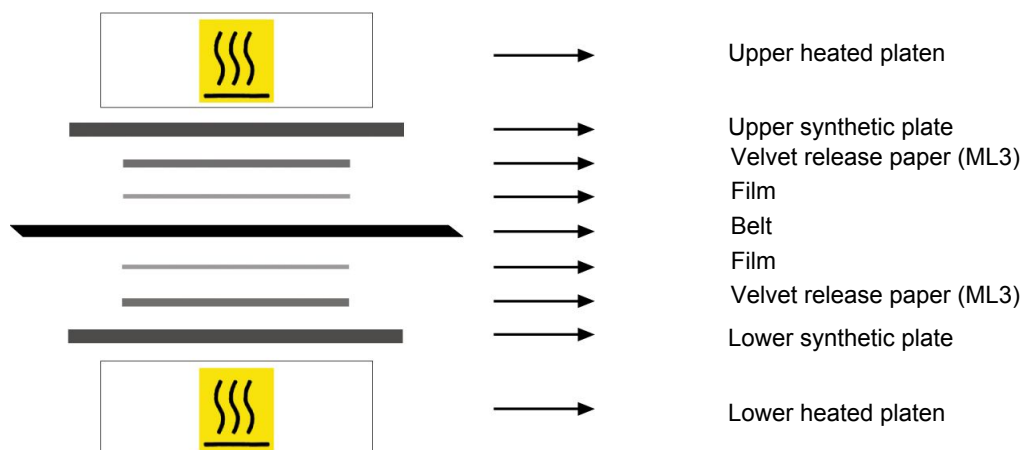 Upper heated platen
Upper synthetic plate
Velvet release paper (ML3)
Film
Belt
Film
Velvet release paper (ML3)
Lower synthetic plate
Lower heated platen